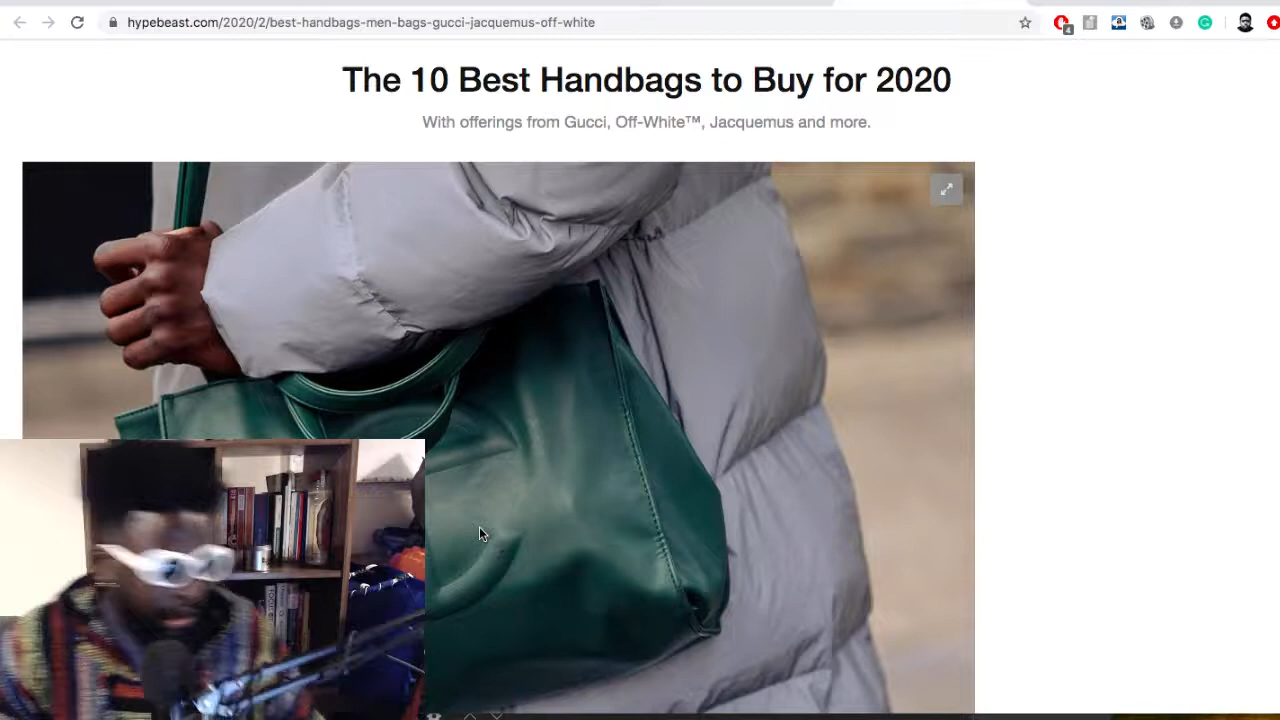 hypebeast.com/2020/2/best-handbags-men-bags-gucci-jacquemus-off-white
4
The 10 Best Handbags to Buy for 2020
With offerings from Gucci, Off-White™, Jacquemus and more.